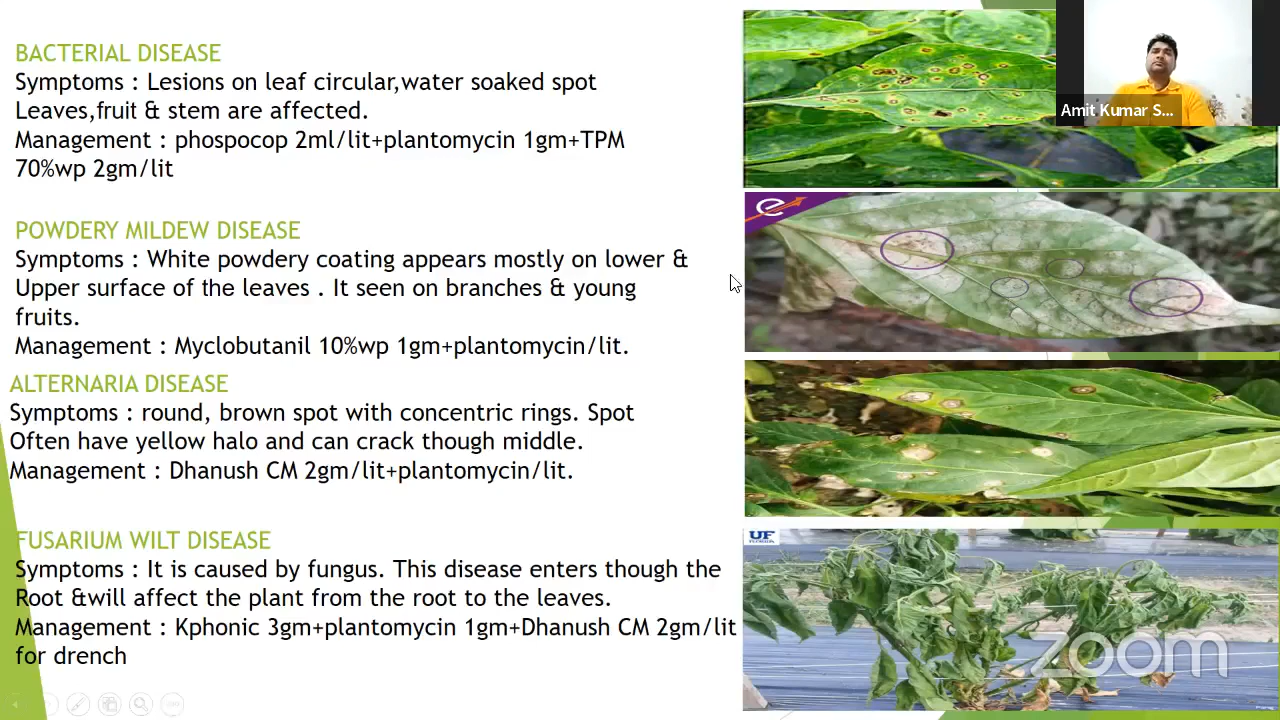 BACTERIAL DISEASE
Symptoms : Lesions on leaf circular,water soaked spot
Leaves,fruit & stem are affected.
Management : phospocop 2ml/lit+plantomycin 1gm+TPM
70%wp 2gm/lit
POWDERY MILDEW DISEASE
Symptoms : White powdery coating appears mostly on lower &
Upper surface of the leaves . It seen on branches & young
fruits.
Management : Myclobutanil 10%wp 1gm+plantomycin/lit.
ALTERNARIA DISEASE
Symptoms : round, brown spot with concentric rings. Spot
Often have yellow halo and can crack though middle.
Management : Dhanush CM 2gm/lit+plantomycin/lit.
FUSARIUM WILT DISEASE
Symptoms : It is caused by fungus. This disease enters though the
Root &will affect the plant from the root to the leaves.
Management : Kphonic 3gm+plantomycin 1gm+Dhanush CM 2gm/lit
for drench
Amit Kumar S...
e
UF
zoom